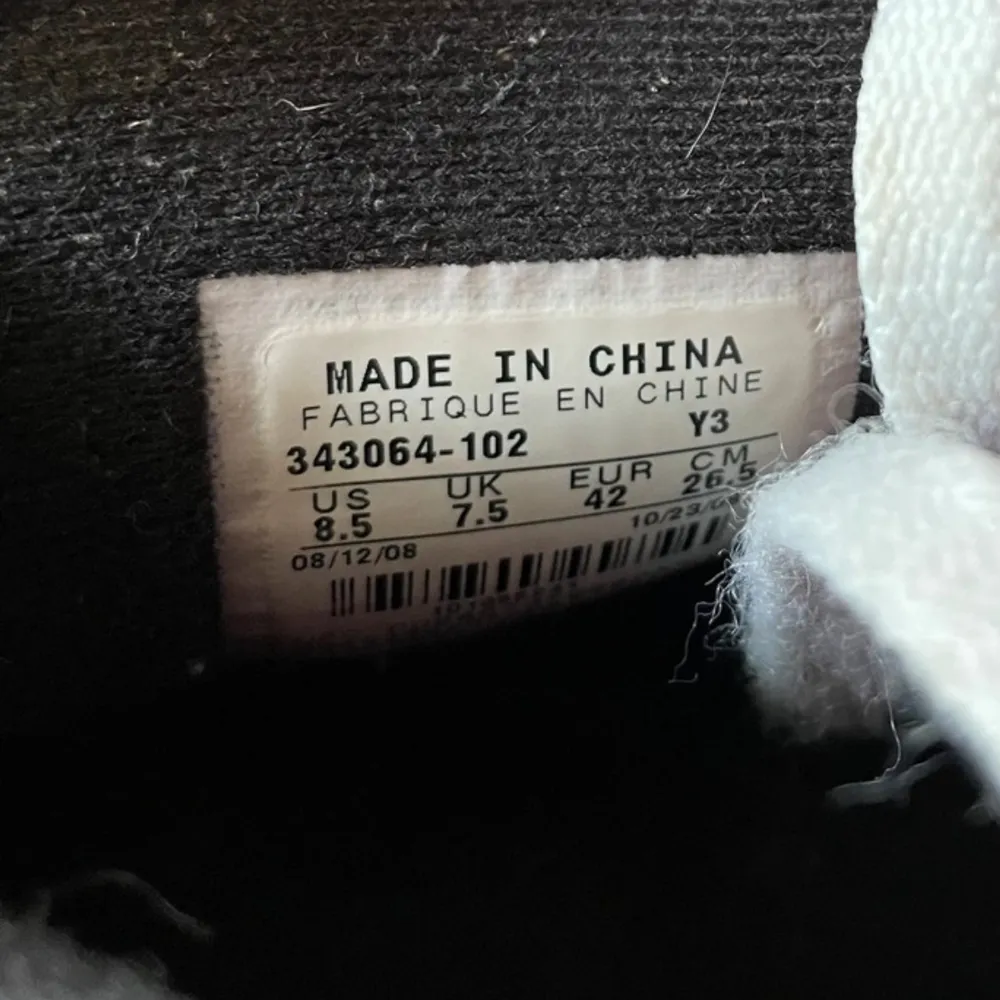 MADE IN CHINA
FABRIQUE EN CHINE
343064-102 Y3
US UK EUR CM
8.5 7.5 42 26.5
08/12/08